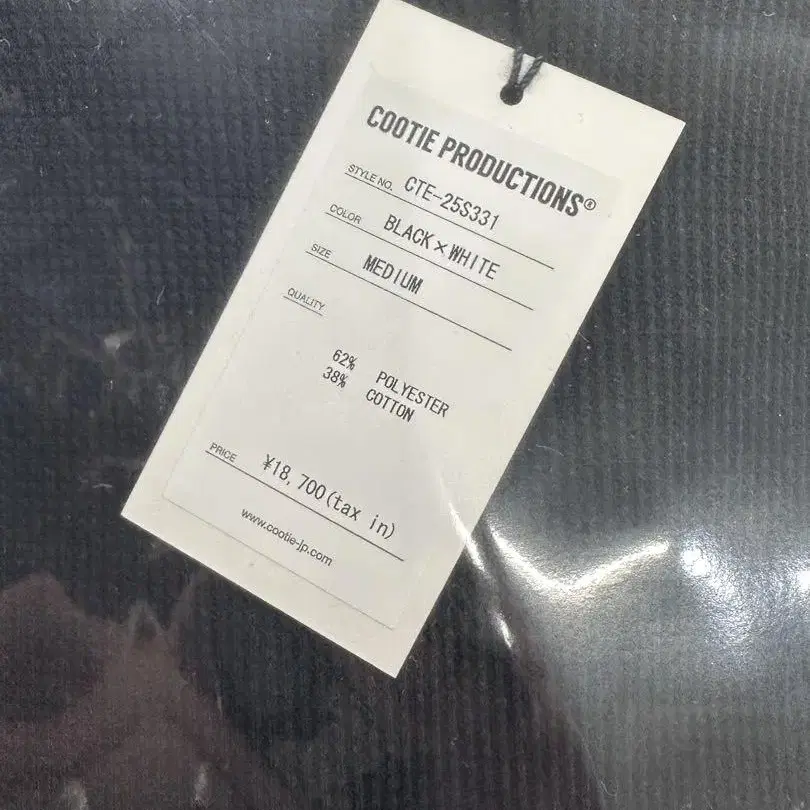 COOTIE PRODUCTIONS®
STYLE NO. CTE-25S331
COLOR BLACK×WHITE
SIZE MEDIUM
QUALITY
62% POLYESTER
38% COTTON
PRICE ¥18,700(tax in)
www.cootie-jp.com